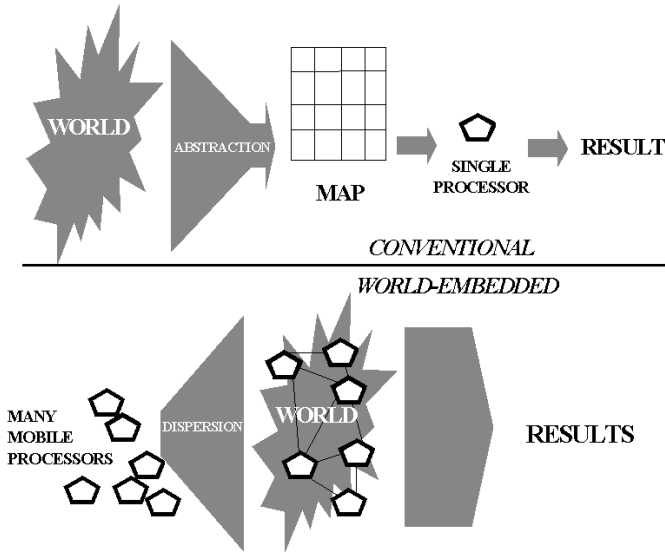 WORLD
ABSTRACTION
MAP
SINGLE
PROCESSOR
RESULT
CONVENTIONAL
WORLD-EMBEDDED
MANY
MOBILE
PROCESSORS
DISPERSION
WORLD
RESULTS